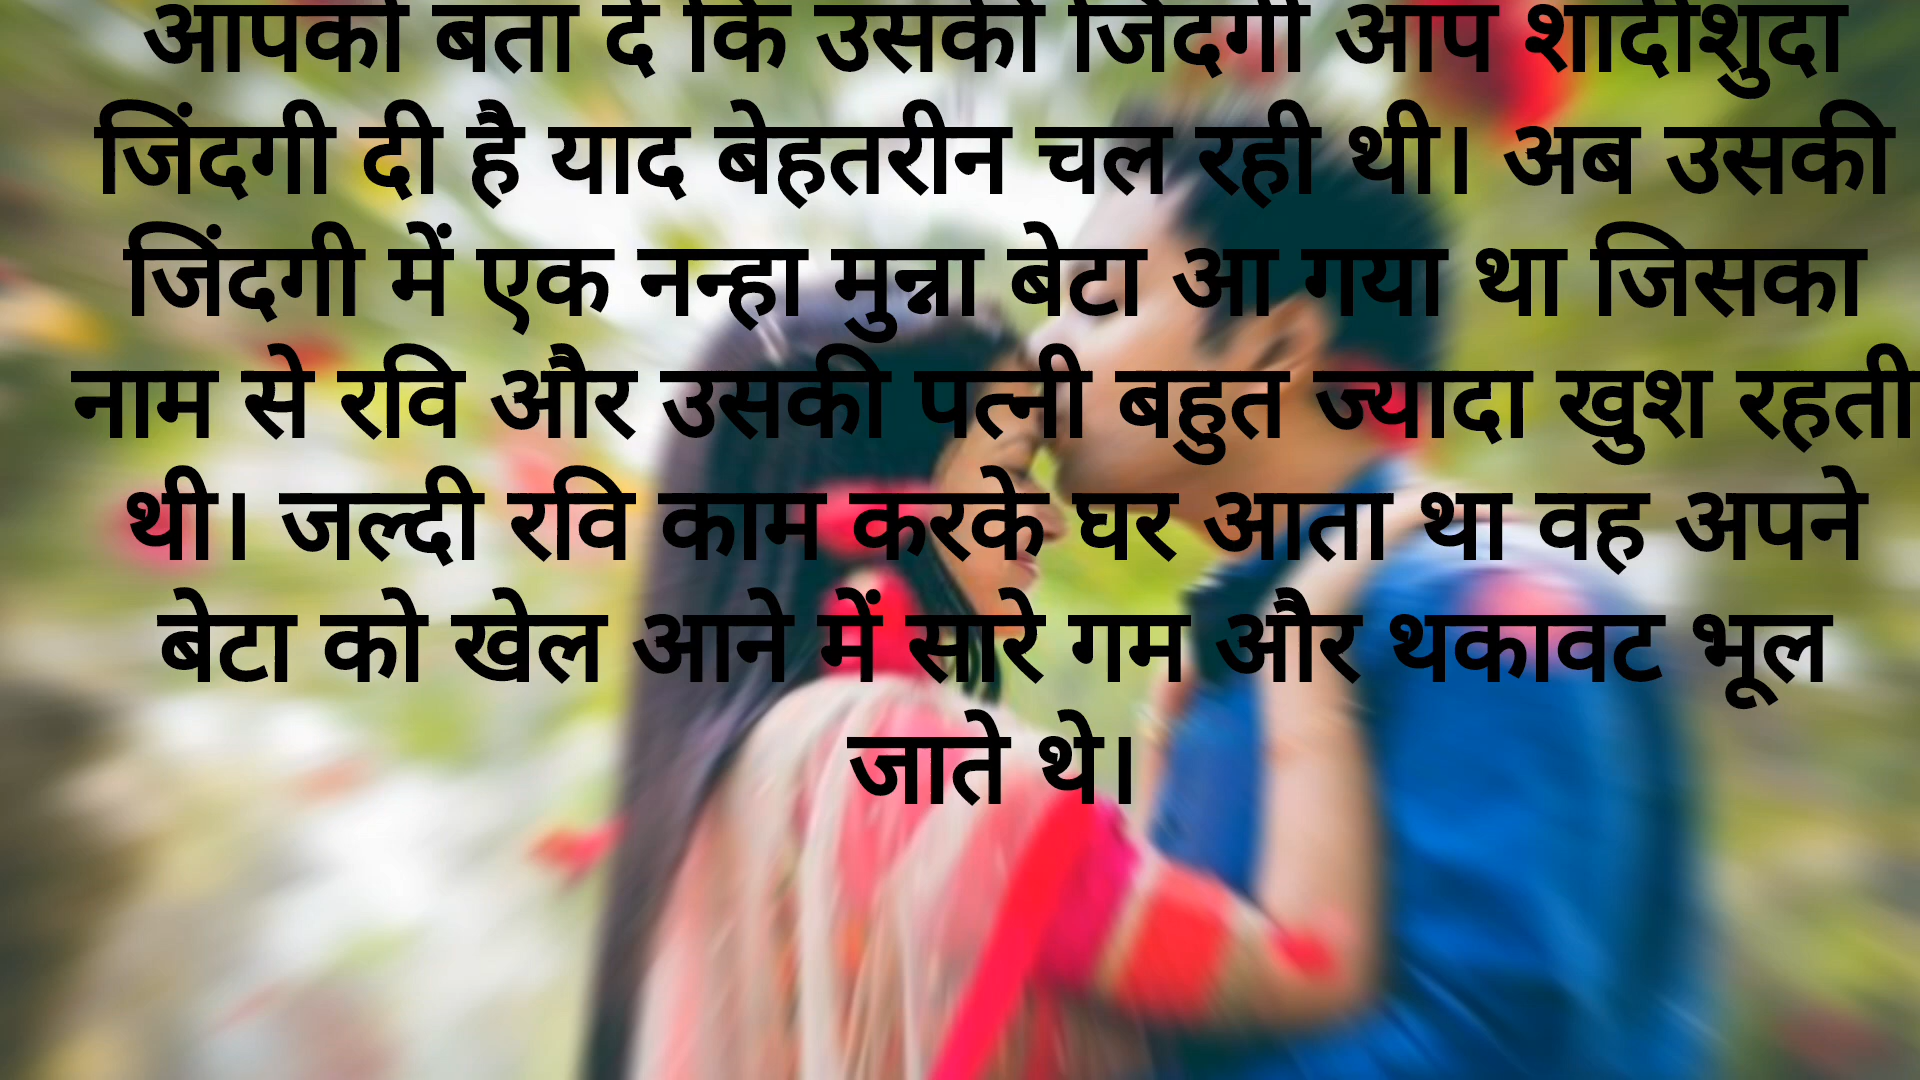 आपको बता दें कि उसकी जिंदगी आप शादीशुदा
जिंदगी दी है याद बेहतरीन चल रही थी। अब उसकी
जिंदगी में एक नन्हा मुन्ना बेटा आ गया था जिसका
नाम से रवि और उसकी पत्नी बहुत ज्यादा खुश रहती
थी। जल्दी रवि काम करके घर आता था वह अपने
बेटा को खेल आने में सारे गम और थकावट भूल
जाते थे।